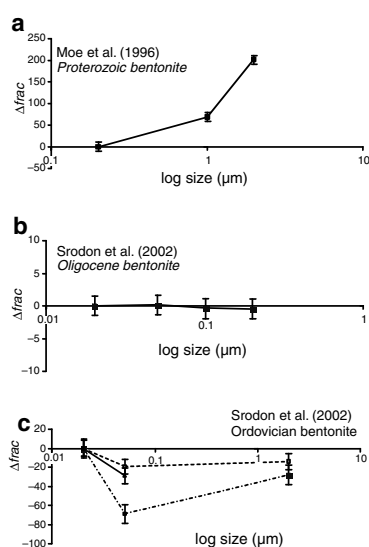 a
Moe et al. (1996)
Proterozoic bentonite
250
200
150
100
50
0
−50
Δfrac
0.1
1
10
log size (μm)
b
Srodon et al. (2002)
Oligocene bentonite
10
5
0
−5
−10
Δfrac
0.01
0.1
1
log size (μm)
c
Srodon et al. (2002)
Ordovician bentonite
20
0
−20
−40
−60
−80
−100
Δfrac
0.01
0.1
1
10
log size (μm)